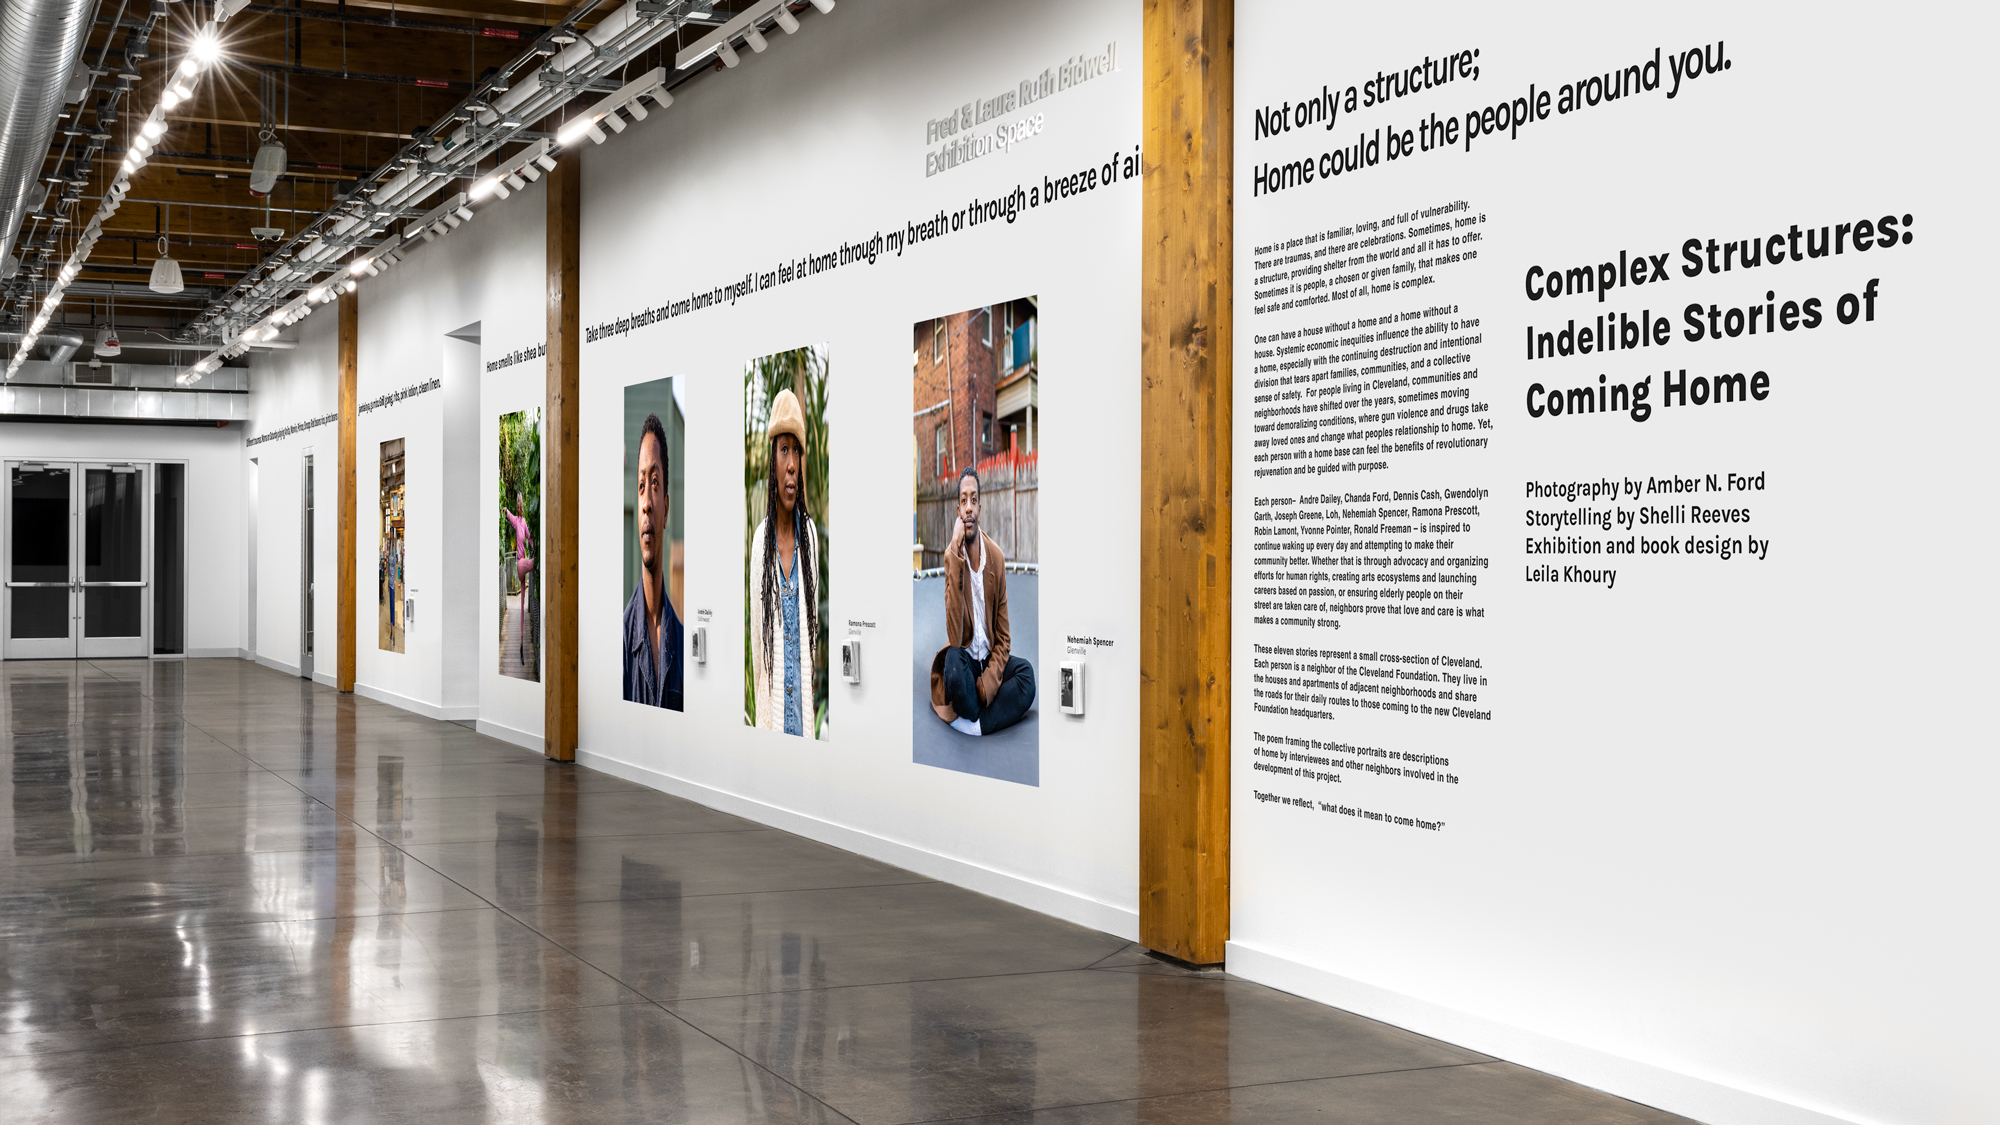 Fred & Laura Ruth Bidwell
Exhibition Space
Home smells like shea but
Take three deep breaths and come home to myself. I can feel at home through my breath or through a breeze of air
André Dailey
Ramona Prescott
Glenville
Nehemiah Spencer
Glenville
Not only a structure;
Home could be the people around you.
Home is a place that is familiar, loving, and full of vulnerability.
There are traumas, and there are celebrations. Sometimes, home is
a structure, providing shelter from the world and all it has to offer.
Sometimes it is people, a chosen or given family, that makes one
feel safe and comforted. Most of all, home is complex.
One can have a house without a home and a home without a
house. Systemic economic inequities influence the ability to have
a home, especially with the continuing destruction and intentional
division that tears apart families, communities, and a collective
sense of safety. For people living in Cleveland, communities and
neighborhoods have shifted over the years, sometimes moving
toward demoralizing conditions, where gun violence and drugs take
away loved ones and change what peoples relationship to home. Yet,
each person with a home base can feel the benefits of revolutionary
rejuvenation and be guided with purpose.
Each person– Andre Dailey, Chanda Ford, Dennis Cash, Gwendolyn
Garth, Joseph Greene, Loh, Nehemiah Spencer, Ramona Prescott,
Robin Lamont, Yvonne Pointer, Ronald Freeman – is inspired to
continue waking up every day and attempting to make their
community better. Whether that is through advocacy and organizing
efforts for human rights, creating arts ecosystems and launching
careers based on passion, or ensuring elderly people on their
street are taken care of, neighbors prove that love and care is what
makes a community strong.
These eleven stories represent a small cross-section of Cleveland.
Each person is a neighbor of the Cleveland Foundation. They live in
the houses and apartments of adjacent neighborhoods and share
the roads for their daily routes to those coming to the new Cleveland
Foundation headquarters.
The poem framing the collective portraits are descriptions
of home by interviewees and other neighbors involved in the
development of this project.
Together we reflect, “what does it mean to come home?”
Complex Structures:
Indelible Stories of
Coming Home
Photography by Amber N. Ford
Storytelling by Shelli Reeves
Exhibition and book design by
Leila Khoury